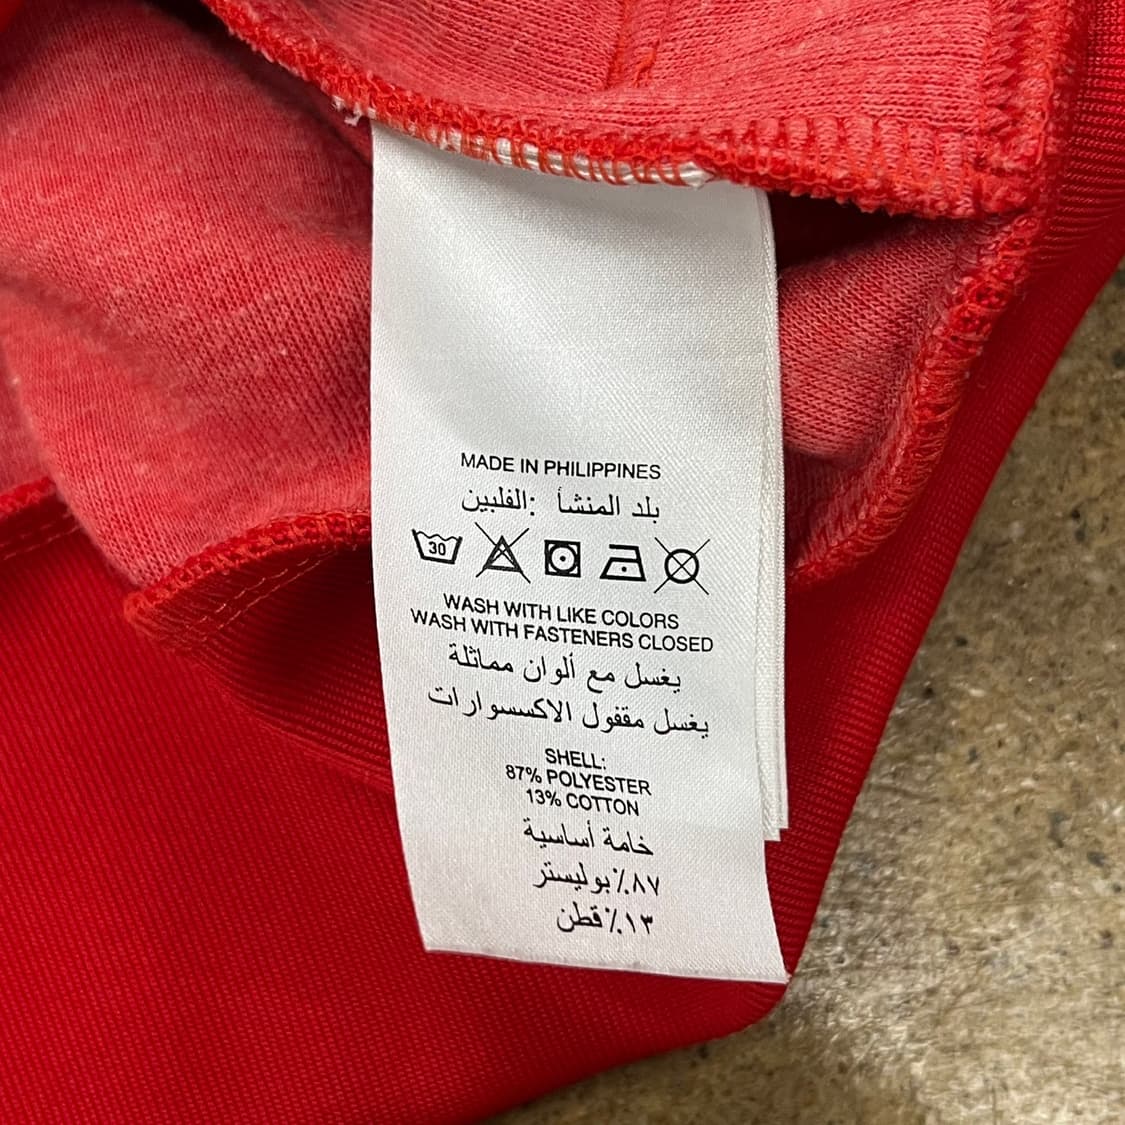 MADE IN PHILIPPINES
بلد المنشأ :الفلبين
30
WASH WITH LIKE COLORS
WASH WITH FASTENERS CLOSED
يغسل مع ألوان مماثلة
يغسل مقفول الاكسسوارات
SHELL:
87% POLYESTER
13% COTTON
خامة أساسية
٨٧٪ بوليستر
١٣٪ قطن